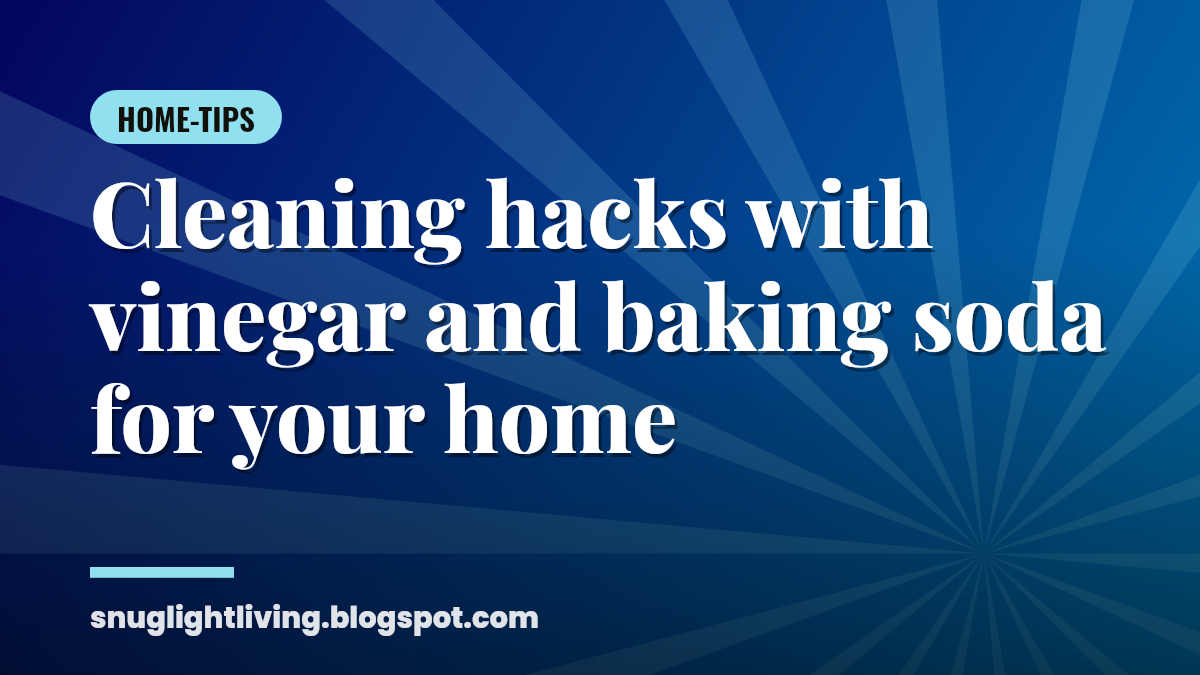 HOME-TIPS
Cleaning hacks with
vinegar and baking soda
for your home
snuglightliving.blogspot.com